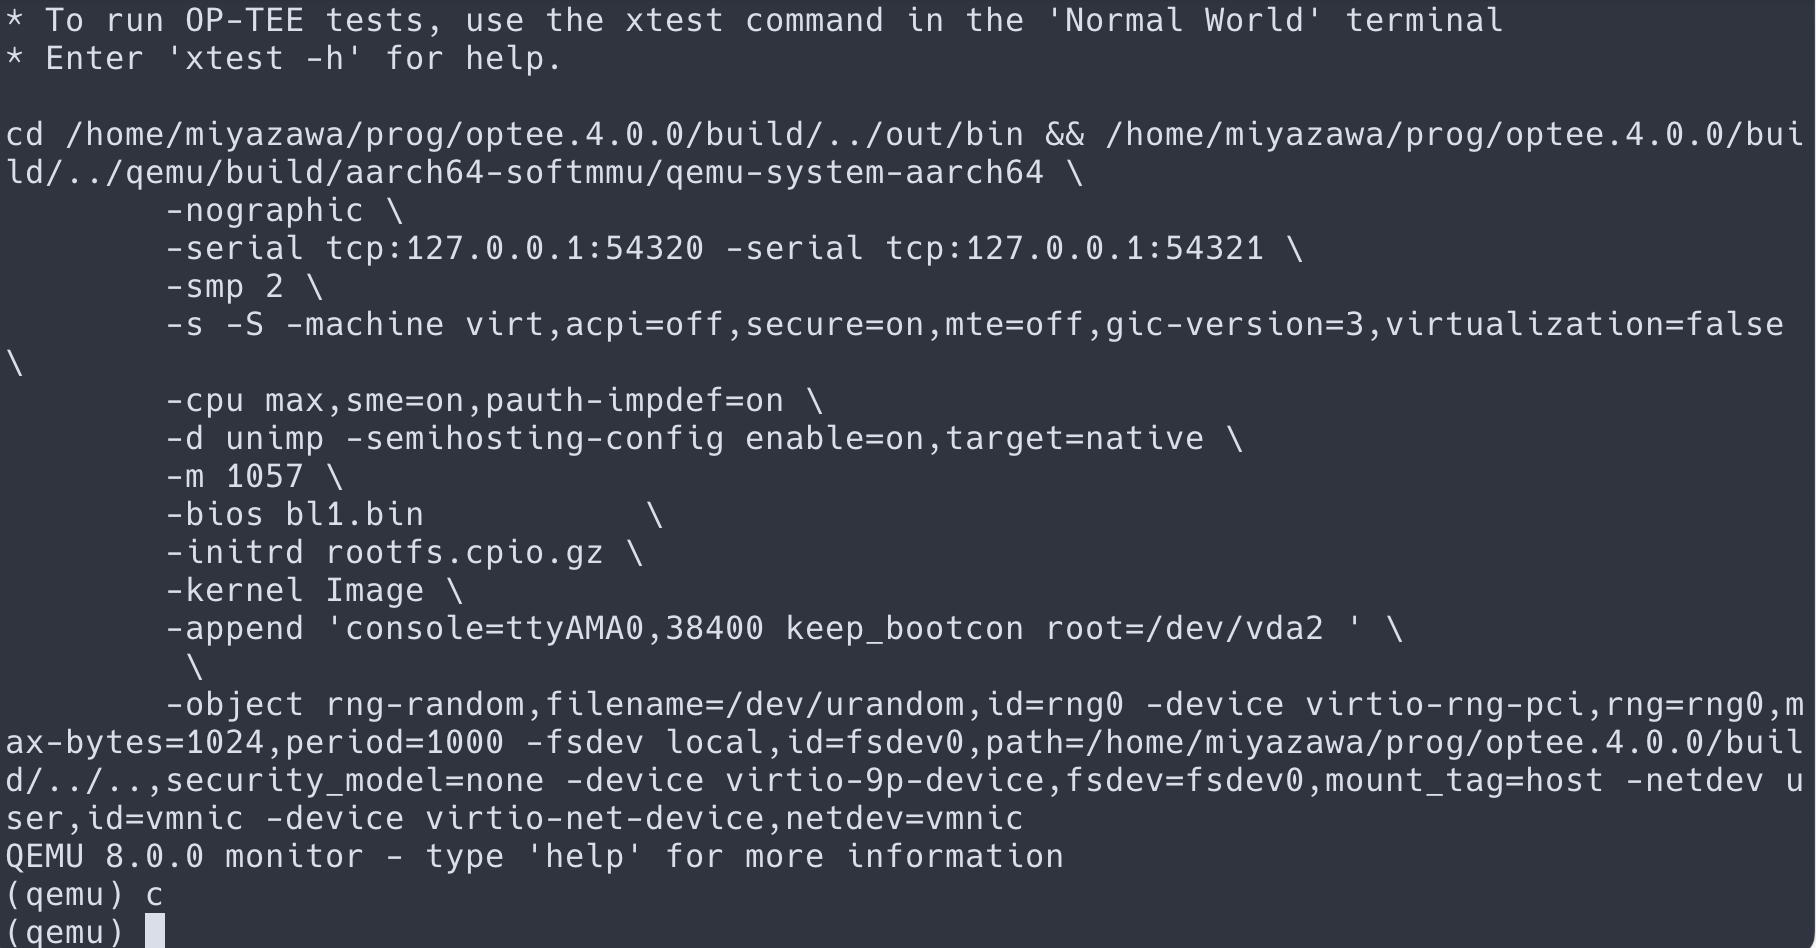 * To run OP-TEE tests, use the xtest command in the 'Normal World' terminal
* Enter 'xtest -h' for help.

cd /home/miyazawa/prog/optee.4.0.0/build/../out/bin && /home/miyazawa/prog/optee.4.0.0/bui
ld/../qemu/build/aarch64-softmmu/qemu-system-aarch64 \
        -nographic \
        -serial tcp:127.0.0.1:54320 -serial tcp:127.0.0.1:54321 \
        -smp 2 \
        -s -S -machine virt,acpi=off,secure=on,mte=off,gic-version=3,virtualization=false
\
        -cpu max,sme=on,pauth-impdef=on \
        -d unimp -semihosting-config enable=on,target=native \
        -m 1057 \
        -bios bl1.bin           \
        -initrd rootfs.cpio.gz \
        -kernel Image \
        -append 'console=ttyAMA0,38400 keep_bootcon root=/dev/vda2 ' \
         \
        -object rng-random,filename=/dev/urandom,id=rng0 -device virtio-rng-pci,rng=rng0,m
ax-bytes=1024,period=1000 -fsdev local,id=fsdev0,path=/home/miyazawa/prog/optee.4.0.0/buil
d/../..,security_model=none -device virtio-9p-device,fsdev=fsdev0,mount_tag=host -netdev u
ser,id=vmnic -device virtio-net-device,netdev=vmnic
QEMU 8.0.0 monitor - type 'help' for more information
(qemu) c
(qemu)